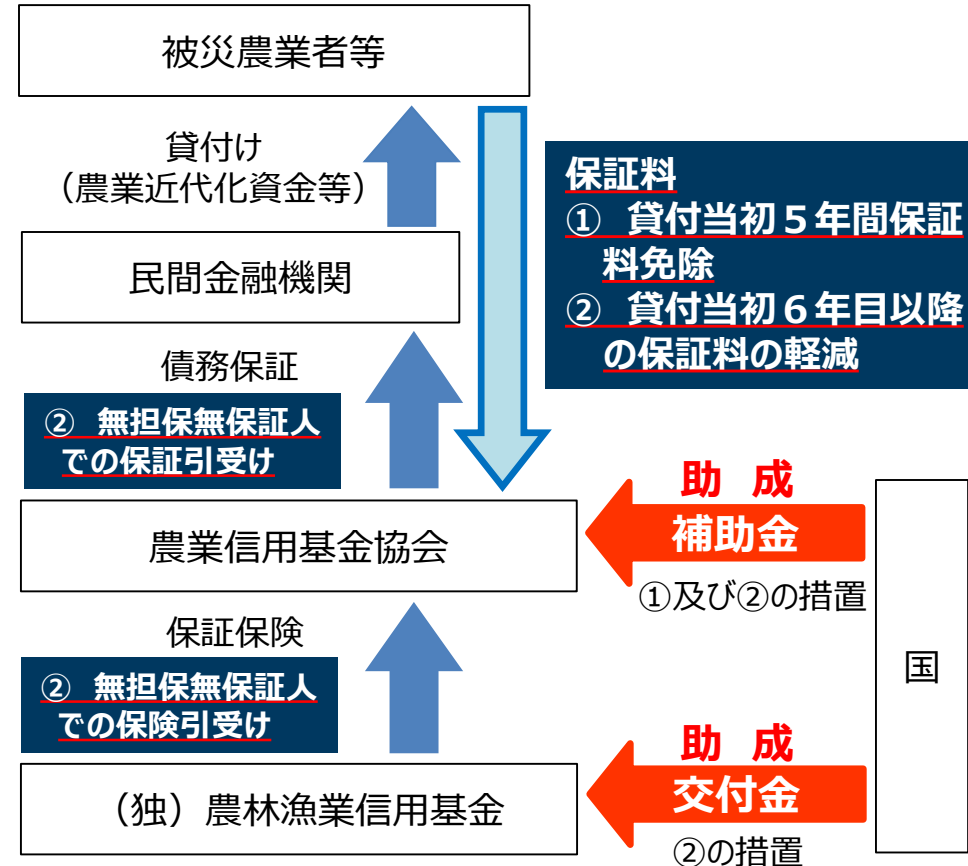 被災農業者等
貸付け
（農業近代化資金等）
保証料
① 貸付当初５年間保証
料免除
② 貸付当初６年目以降
の保証料の軽減
民間金融機関
債務保証
② 無担保無保証人
での保証引受け
助 成
補助金
①及び②の措置
農業信用基金協会
国
保証保険
② 無担保無保証人
での保険引受け
助 成
交付金
②の措置
（独）農林漁業信用基金